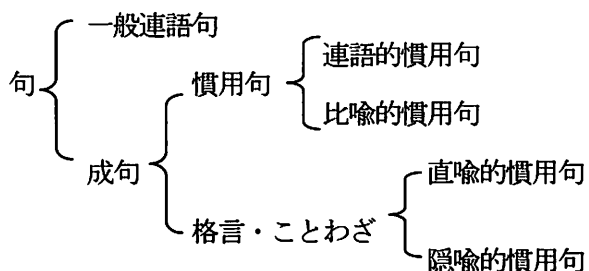 一般連語句
句
連語的慣用句
慣用句
比喩的慣用句
成句
直喩的慣用句
格言・ことわざ
隠喩的慣用句